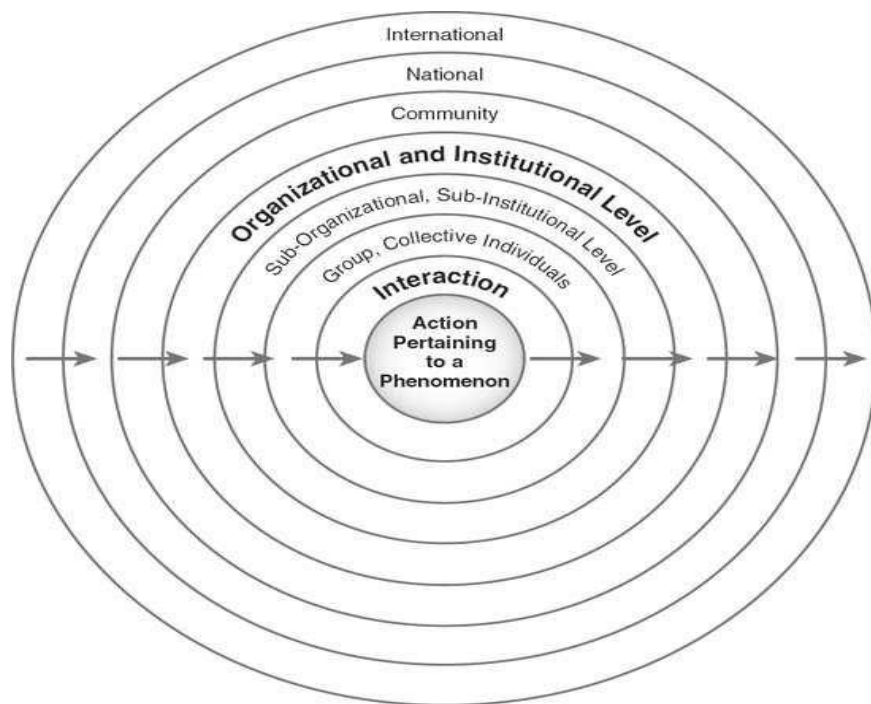 International
National
Community
Organizational and Institutional Level
Sub-Organizational, Sub-Institutional Level
Group, Collective Individuals
Interaction
Action
Pertaining
to a
Phenomenon